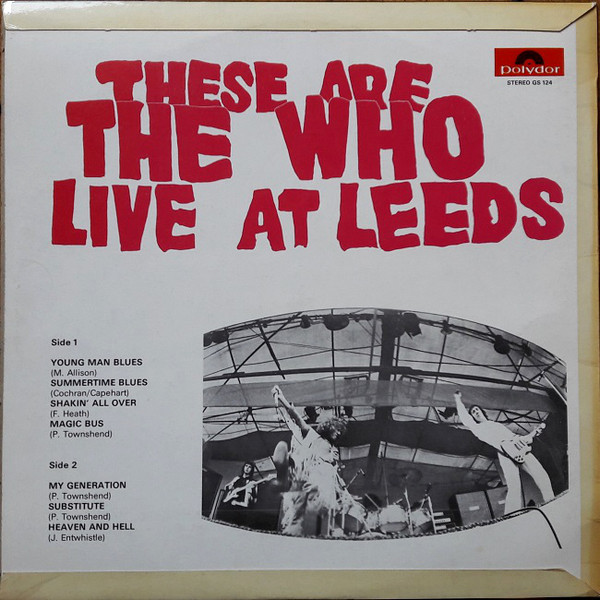 Polydor
STEREO GS 124
THESE ARE
THE WHO
LIVE AT LEEDS
Side 1
YOUNG MAN BLUES
(M. Allison)
SUMMERTIME BLUES
(Cochran/Capehart)
SHAKIN' ALL OVER
(F. Heath)
MAGIC BUS
(P. Townshend)
Side 2
MY GENERATION
(P. Townshend)
SUBSTITUTE
(P. Townshend)
HEAVEN AND HELL
(J. Entwhistle)